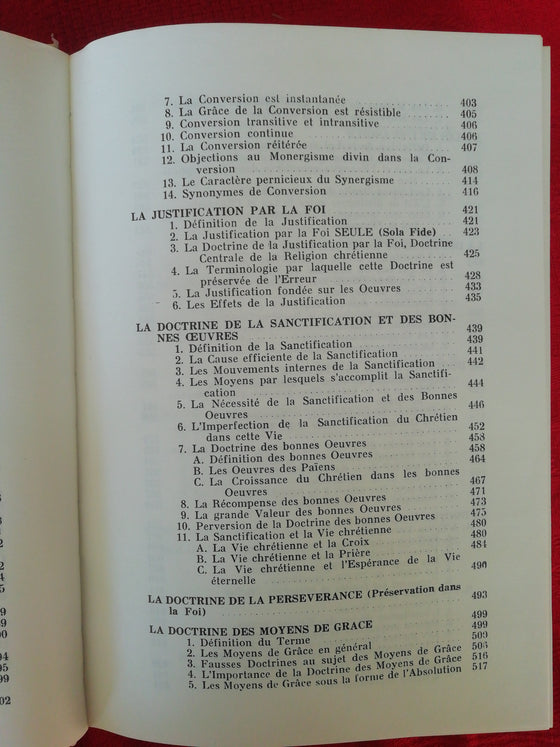 7. La Conversion est instantanée 403
8. La Grâce de la Conversion est résistible 405
9. Conversion transitive et intransitive 406
10. Conversion continue 406
11. La Conversion réitérée 407
12. Objections au Monergisme divin dans la Con-
version 408
13. Le Caractère pernicieux du Synergisme 414
14. Synonymes de Conversion 416
LA JUSTIFICATION PAR LA FOI 421
1. Définition de la Justification 421
2. La Justification par la Foi SEULE (Sola Fide) 423
3. La Doctrine de la Justification par la Foi, Doctrine
Centrale de la Religion chrétienne 425
4. La Terminologie par laquelle cette Doctrine est
préservée de l'Erreur 428
5. La Justification fondée sur les Oeuvres 433
6. Les Effets de la Justification 435
LA DOCTRINE DE LA SANCTIFICATION ET DES BON-
NES ŒUVRES 439
1. Définition de la Sanctification 439
2. La Cause efficiente de la Sanctification 441
3. Les Mouvements internes de la Sanctification 442
4. Les Moyens par lesquels s'accomplit la Sanctifi-
cation 444
5. La Nécessité de la Sanctification et des Bonnes
Oeuvres 446
6. L'Imperfection de la Sanctification du Chrétien
dans cette Vie 452
7. La Doctrine des bonnes Oeuvres 458
A. Définition des bonnes Oeuvres 458
B. Les Oeuvres des Païens 464
C. La Croissance du Chrétien dans les bonnes
Oeuvres 467
8. La Récompense des bonnes Oeuvres 471
9. La grande Valeur des bonnes Oeuvres 473
10. Perversion de la Doctrine des bonnes Oeuvres 475
11. La Sanctification et la Vie chrétienne 480
A. La Vie chrétienne et la Croix 480
B. La Vie chrétienne et la Prière 484
C. La Vie chrétienne et l'Espérance de la Vie
éternelle 490
LA DOCTRINE DE LA PERSEVERANCE (Préservation dans
la Foi) 493
LA DOCTRINE DES MOYENS DE GRACE 499
1. Définition du Terme 499
2. Les Moyens de Grâce en général 500
3. Fausses Doctrines au sujet des Moyens de Grâce 506
4. L'Importance de la Doctrine des Moyens de Grâce 516
5. Les Moyens de Grâce sous la forme de l'Absolution 517